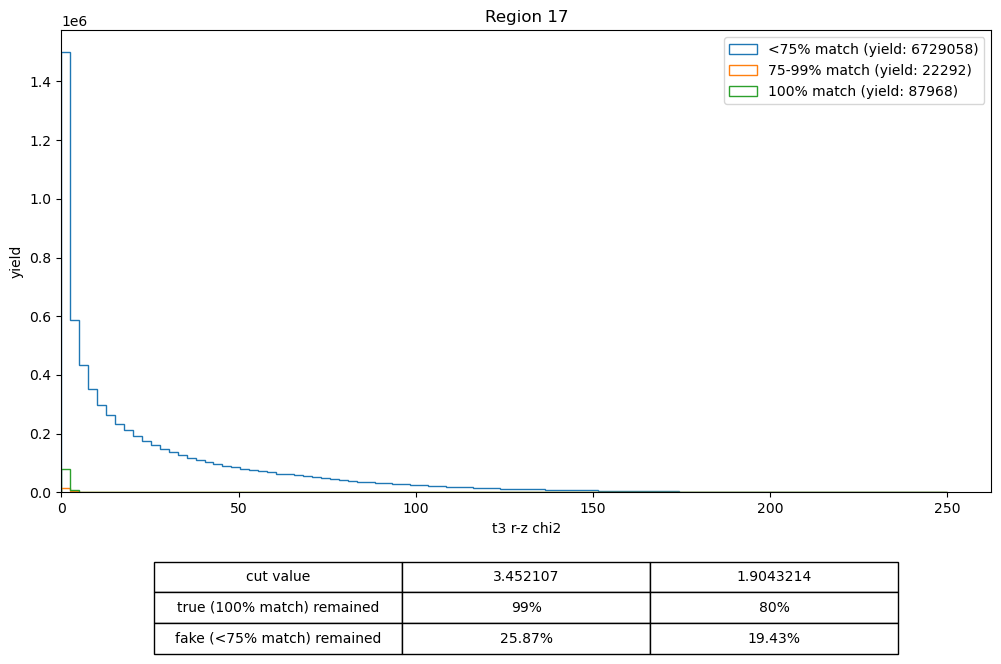 Region 17
1e6
<75% match (yield: 6729058)
75-99% match (yield: 22292)
100% match (yield: 87968)
1.4
1.2
1.0
0.8
0.6
0.4
0.2
0.0
yield
0 50 100 150 200 250
t3 r-z chi2
cut value 3.452107 1.9043214
true (100% match) remained 99% 80%
fake (<75% match) remained 25.87% 19.43%